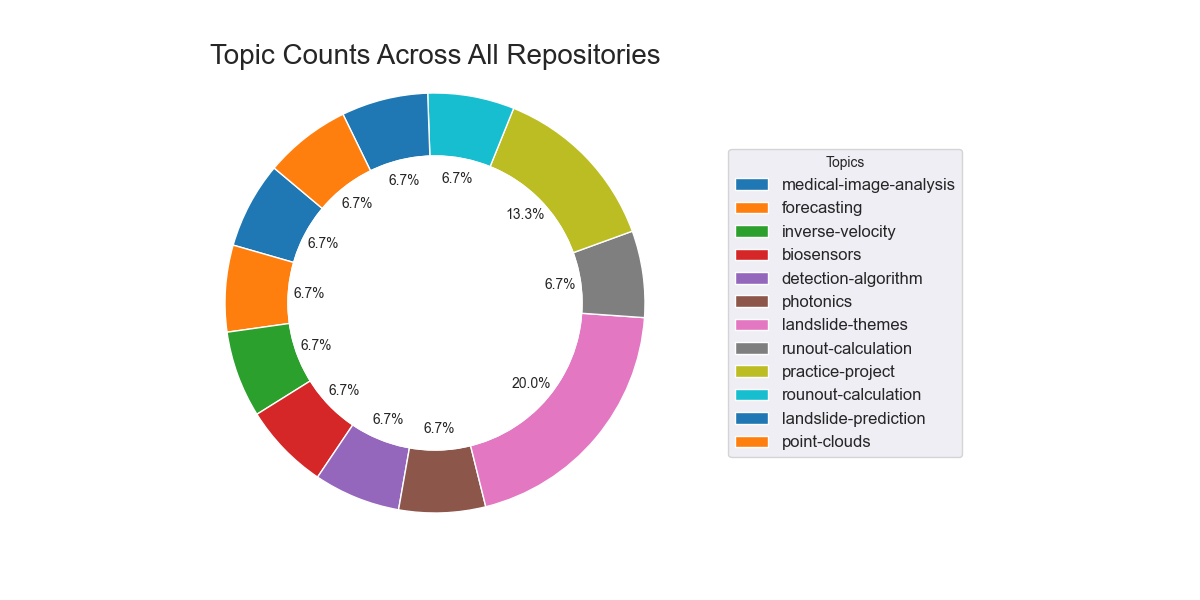 Topic Counts Across All Repositories
6.7%
6.7%
13.3%
6.7%
6.7%
6.7%
6.7%
6.7%
20.0%
6.7%
6.7%
6.7%
Topics
medical-image-analysis
forecasting
inverse-velocity
biosensors
detection-algorithm
photonics
landslide-themes
runout-calculation
practice-project
rounout-calculation
landslide-prediction
point-clouds